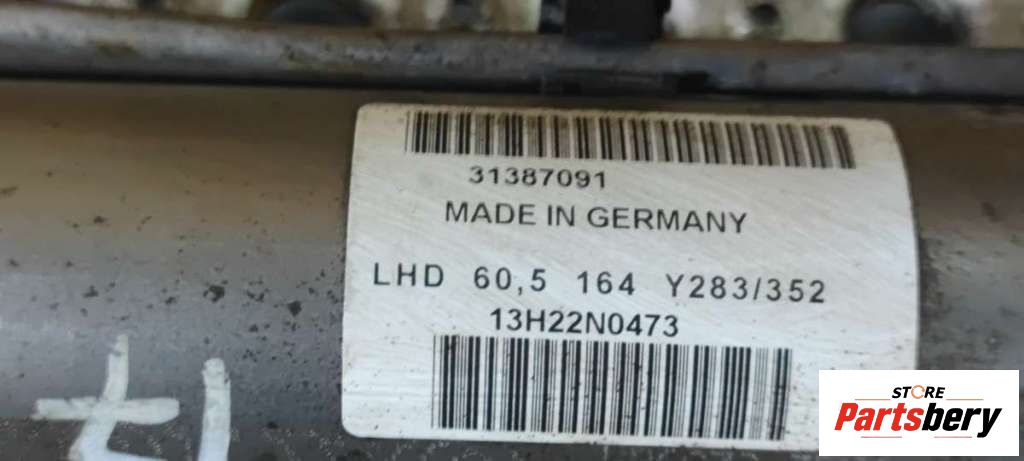 31387091
MADE IN GERMANY
LHD 60,5 164 Y283/352
13H22N0473
STORE
Partsbery